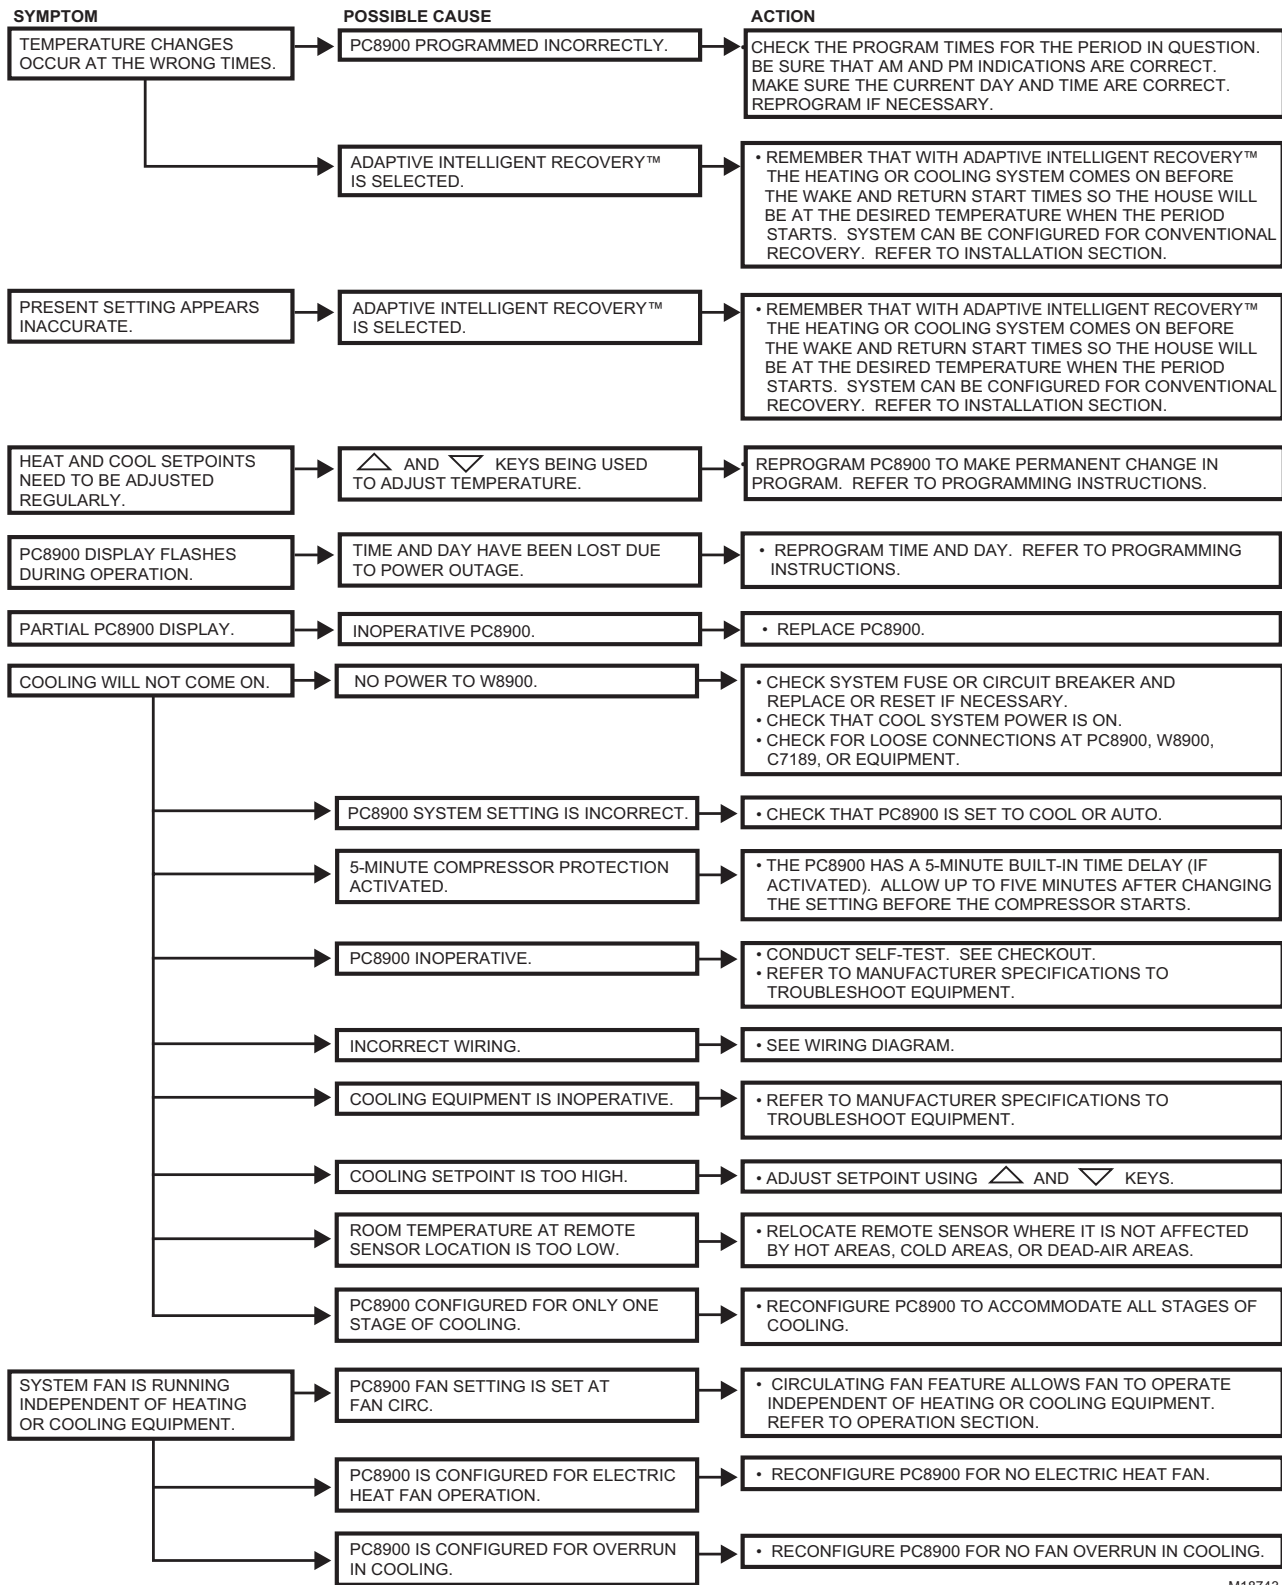 SYMPTOM
POSSIBLE CAUSE
ACTION
TEMPERATURE CHANGES
OCCUR AT THE WRONG TIMES.
PC8900 PROGRAMMED INCORRECTLY.
• CHECK THE PROGRAM TIMES FOR THE PERIOD IN QUESTION.
BE SURE THAT AM AND PM INDICATIONS ARE CORRECT.
MAKE SURE THE CURRENT DAY AND TIME ARE CORRECT.
REPROGRAM IF NECESSARY.
ADAPTIVE INTELLIGENT RECOVERY™
IS SELECTED.
• REMEMBER THAT WITH ADAPTIVE INTELLIGENT RECOVERY™
THE HEATING OR COOLING SYSTEM COMES ON BEFORE
THE WAKE AND RETURN START TIMES SO THE HOUSE WILL
BE AT THE DESIRED TEMPERATURE WHEN THE PERIOD
STARTS. SYSTEM CAN BE CONFIGURED FOR CONVENTIONAL
RECOVERY. REFER TO INSTALLATION SECTION.
PRESENT SETTING APPEARS
INACCURATE.
ADAPTIVE INTELLIGENT RECOVERY™
IS SELECTED.
• REMEMBER THAT WITH ADAPTIVE INTELLIGENT RECOVERY™
THE HEATING OR COOLING SYSTEM COMES ON BEFORE
THE WAKE AND RETURN START TIMES SO THE HOUSE WILL
BE AT THE DESIRED TEMPERATURE WHEN THE PERIOD
STARTS. SYSTEM CAN BE CONFIGURED FOR CONVENTIONAL
RECOVERY. REFER TO INSTALLATION SECTION.
HEAT AND COOL SETPOINTS
NEED TO BE ADJUSTED
REGULARLY.
△ AND ▽ KEYS BEING USED
TO ADJUST TEMPERATURE.
• REPROGRAM PC8900 TO MAKE PERMANENT CHANGE IN
PROGRAM. REFER TO PROGRAMMING INSTRUCTIONS.
PC8900 DISPLAY FLASHES
DURING OPERATION.
TIME AND DAY HAVE BEEN LOST DUE
TO POWER OUTAGE.
• REPROGRAM TIME AND DAY. REFER TO PROGRAMMING
INSTRUCTIONS.
PARTIAL PC8900 DISPLAY.
INOPERATIVE PC8900.
• REPLACE PC8900.
COOLING WILL NOT COME ON.
NO POWER TO W8900.
• CHECK SYSTEM FUSE OR CIRCUIT BREAKER AND
REPLACE OR RESET IF NECESSARY.
• CHECK THAT COOL SYSTEM POWER IS ON.
• CHECK FOR LOOSE CONNECTIONS AT PC8900, W8900,
C7189, OR EQUIPMENT.
PC8900 SYSTEM SETTING IS INCORRECT.
• CHECK THAT PC8900 IS SET TO COOL OR AUTO.
5-MINUTE COMPRESSOR PROTECTION
ACTIVATED.
• THE PC8900 HAS A 5-MINUTE BUILT-IN TIME DELAY (IF
ACTIVATED). ALLOW UP TO FIVE MINUTES AFTER CHANGING
THE SETTING BEFORE THE COMPRESSOR STARTS.
PC8900 INOPERATIVE.
• CONDUCT SELF-TEST. SEE CHECKOUT.
• REFER TO MANUFACTURER SPECIFICATIONS TO
TROUBLESHOOT EQUIPMENT.
INCORRECT WIRING.
• SEE WIRING DIAGRAM.
COOLING EQUIPMENT IS INOPERATIVE.
• REFER TO MANUFACTURER SPECIFICATIONS TO
TROUBLESHOOT EQUIPMENT.
COOLING SETPOINT IS TOO HIGH.
• ADJUST SETPOINT USING △ AND ▽ KEYS.
ROOM TEMPERATURE AT REMOTE
SENSOR LOCATION IS TOO LOW.
• RELOCATE REMOTE SENSOR WHERE IT IS NOT AFFECTED
BY HOT AREAS, COLD AREAS, OR DEAD-AIR AREAS.
PC8900 CONFIGURED FOR ONLY ONE
STAGE OF COOLING.
• RECONFIGURE PC8900 TO ACCOMMODATE ALL STAGES OF
COOLING.
SYSTEM FAN IS RUNNING
INDEPENDENT OF HEATING
OR COOLING EQUIPMENT.
PC8900 FAN SETTING IS SET AT
FAN CIRC.
• CIRCULATING FAN FEATURE ALLOWS FAN TO OPERATE
INDEPENDENT OF HEATING OR COOLING EQUIPMENT.
REFER TO OPERATION SECTION.
PC8900 IS CONFIGURED FOR ELECTRIC
HEAT FAN OPERATION.
• RECONFIGURE PC8900 FOR NO ELECTRIC HEAT FAN.
PC8900 IS CONFIGURED FOR OVERRUN
IN COOLING.
• RECONFIGURE PC8900 FOR NO FAN OVERRUN IN COOLING.